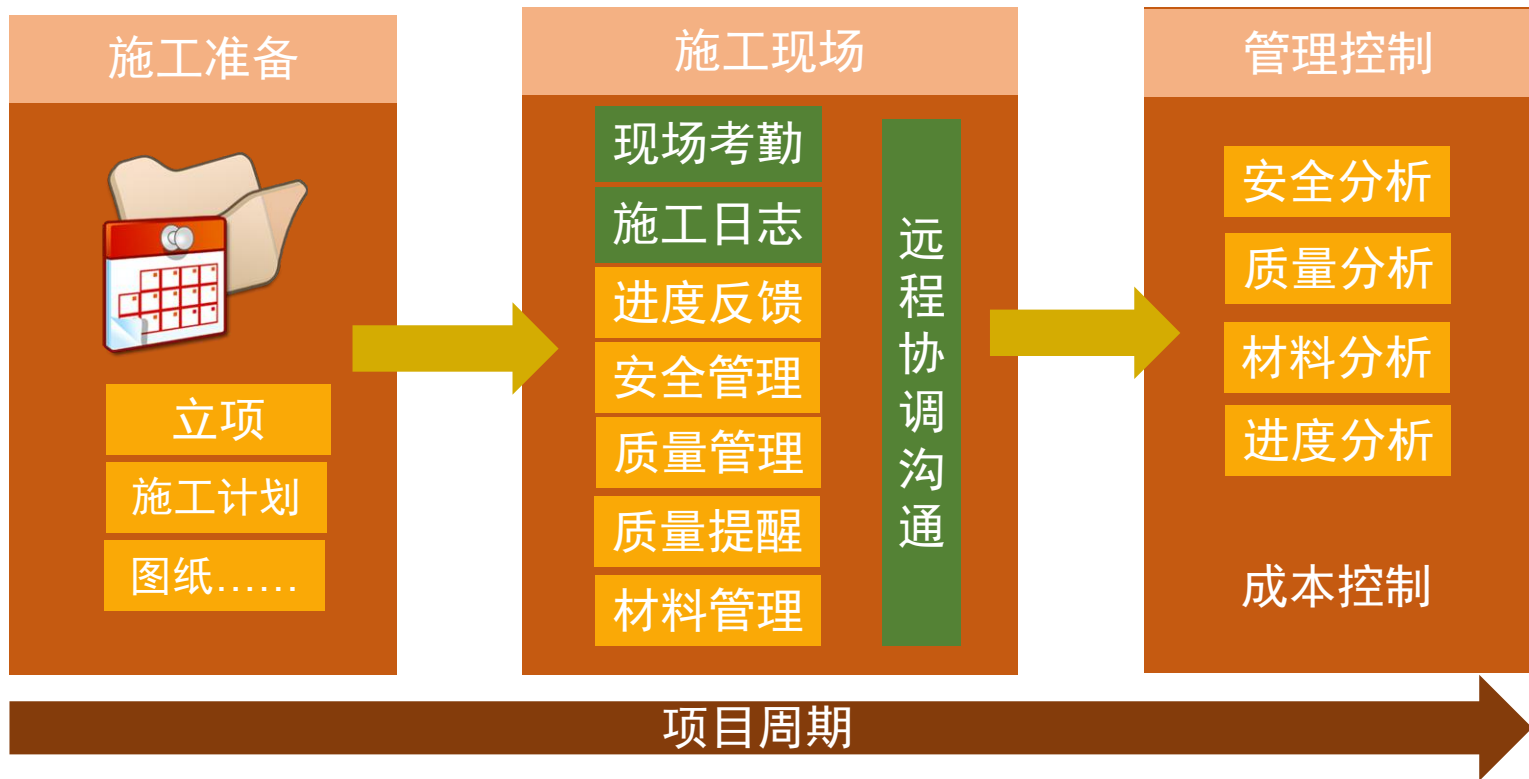 施工准备
立项
施工计划
图纸……
施工现场
现场考勤
施工日志
进度反馈
安全管理
质量管理
质量提醒
材料管理
远程协调沟通
管理控制
安全分析
质量分析
材料分析
进度分析
成本控制
项目周期